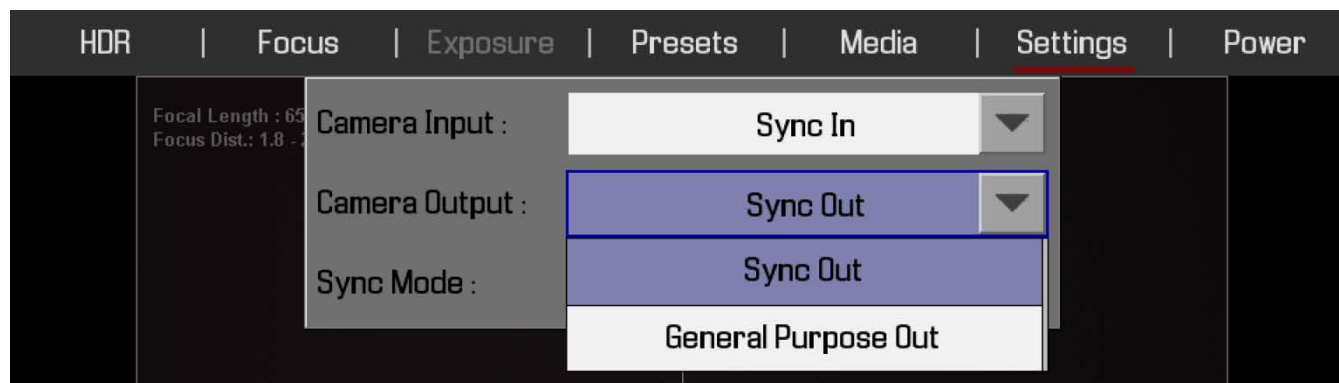 HDR | Focus | Exposure | Presets | Media | Settings | Power
Focal Length : 65
Focus Dist.: 1.8 -
Camera Input : Sync In
Camera Output : Sync Out
Sync Out
Sync Mode :
General Purpose Out